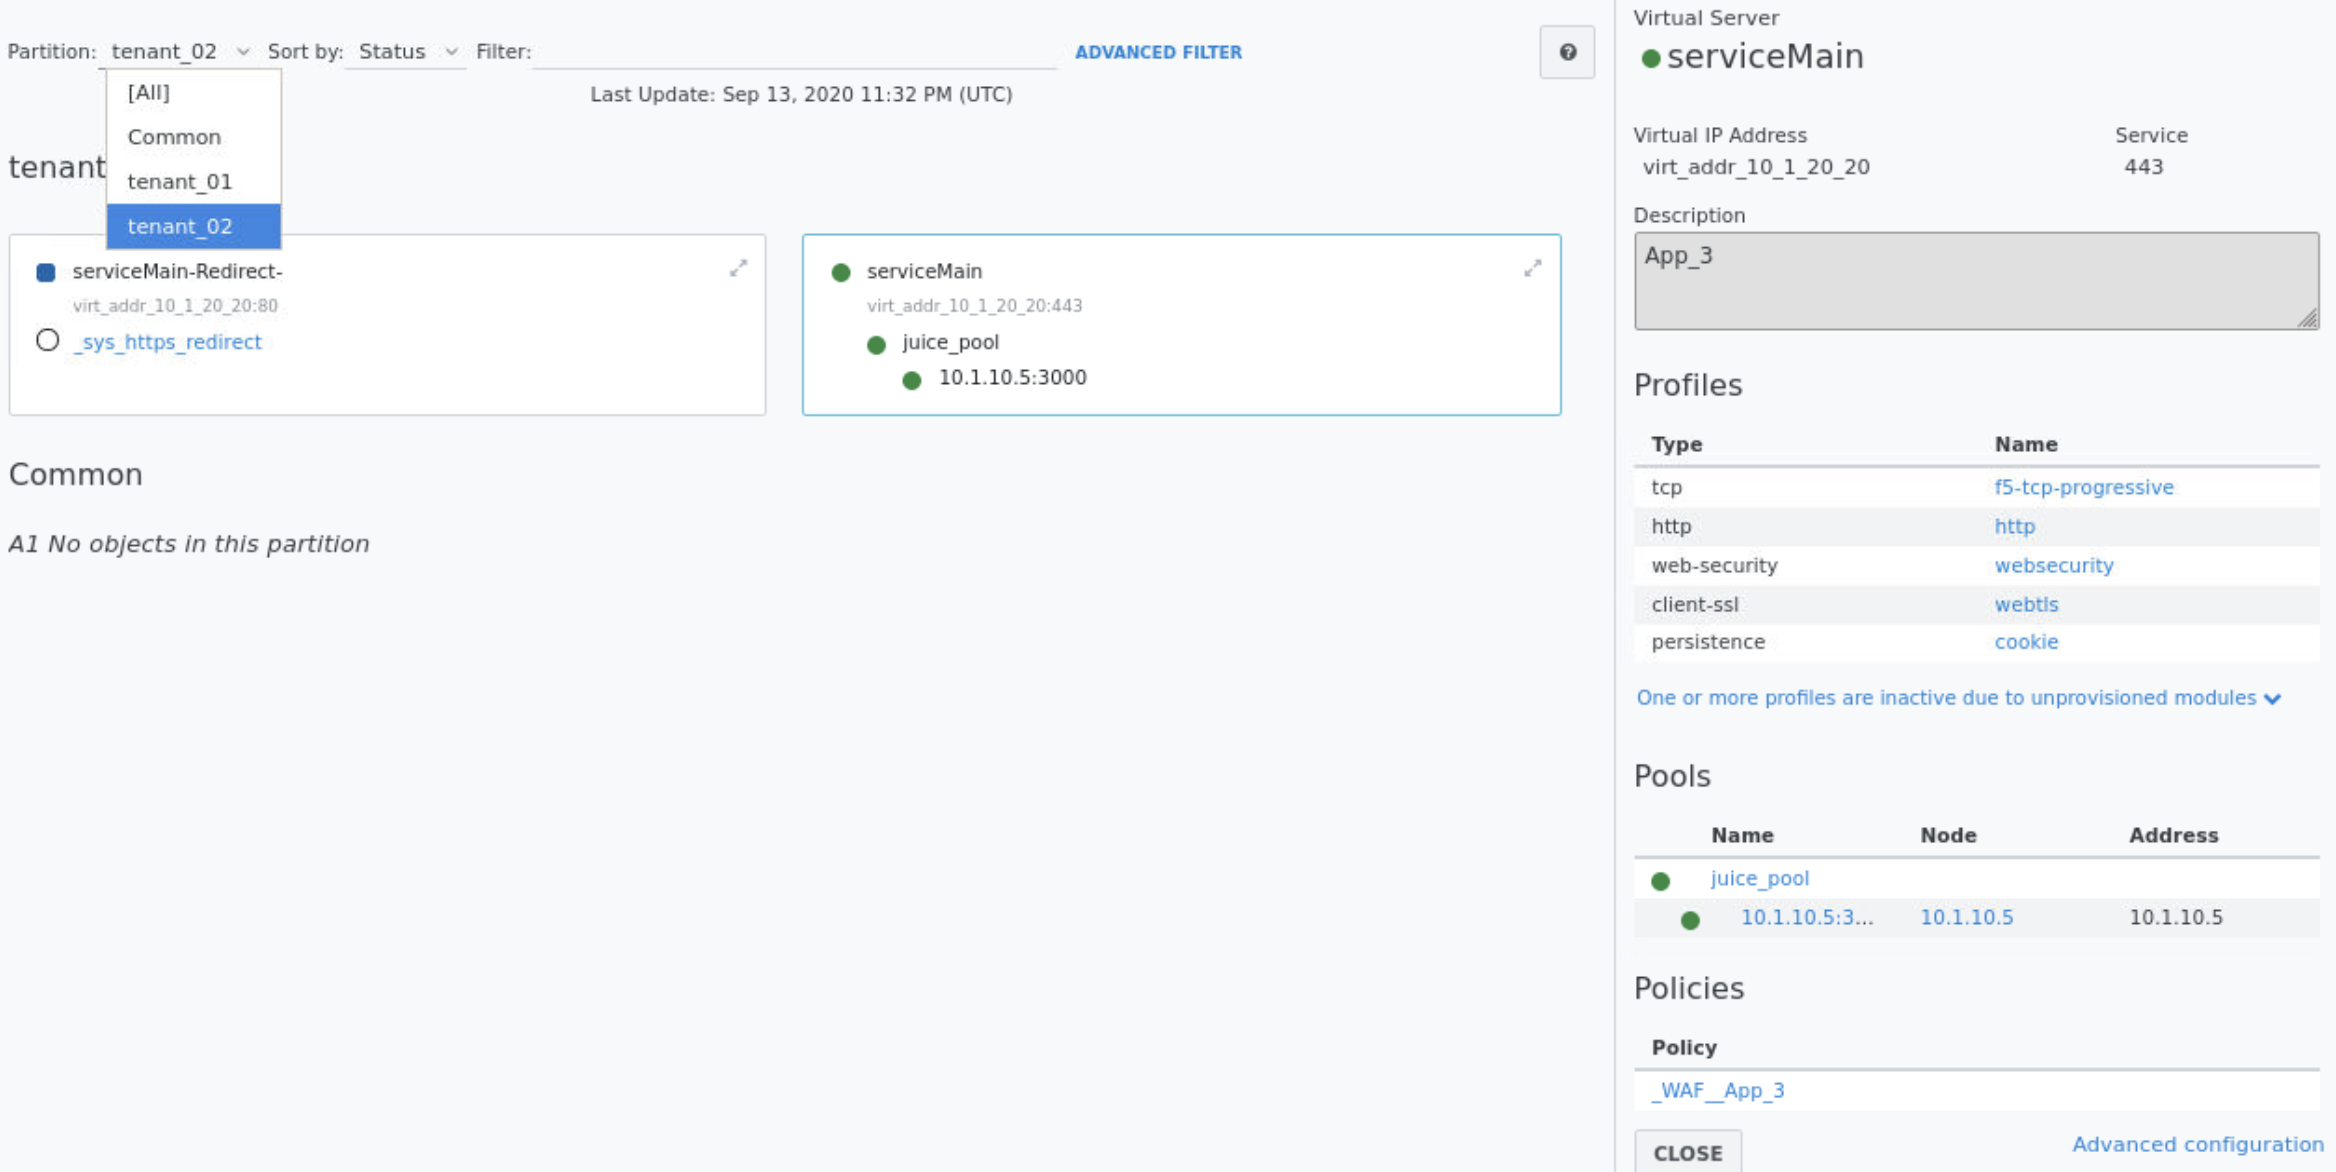 Partition: tenant_02 Sort by: Status Filter: ADVANCED FILTER
[All]
Common
tenant_01
tenant_02
Last Update: Sep 13, 2020 11:32 PM (UTC)
tenant
serviceMain-Redirect-
virt_addr_10_1_20_20:80
_sys_https_redirect
serviceMain
virt_addr_10_1_20_20:443
juice_pool
10.1.10.5:3000
Common
A1 No objects in this partition
Virtual Server
serviceMain
Virtual IP Address Service
virt_addr_10_1_20_20 443
Description
App_3
Profiles
Type Name
tcp f5-tcp-progressive
http http
web-security websecurity
client-ssl webtls
persistence cookie
One or more profiles are inactive due to unprovisioned modules
Pools
Name Node Address
juice_pool
10.1.10.5:3... 10.1.10.5 10.1.10.5
Policies
Policy
_WAF__App_3
CLOSE Advanced configuration